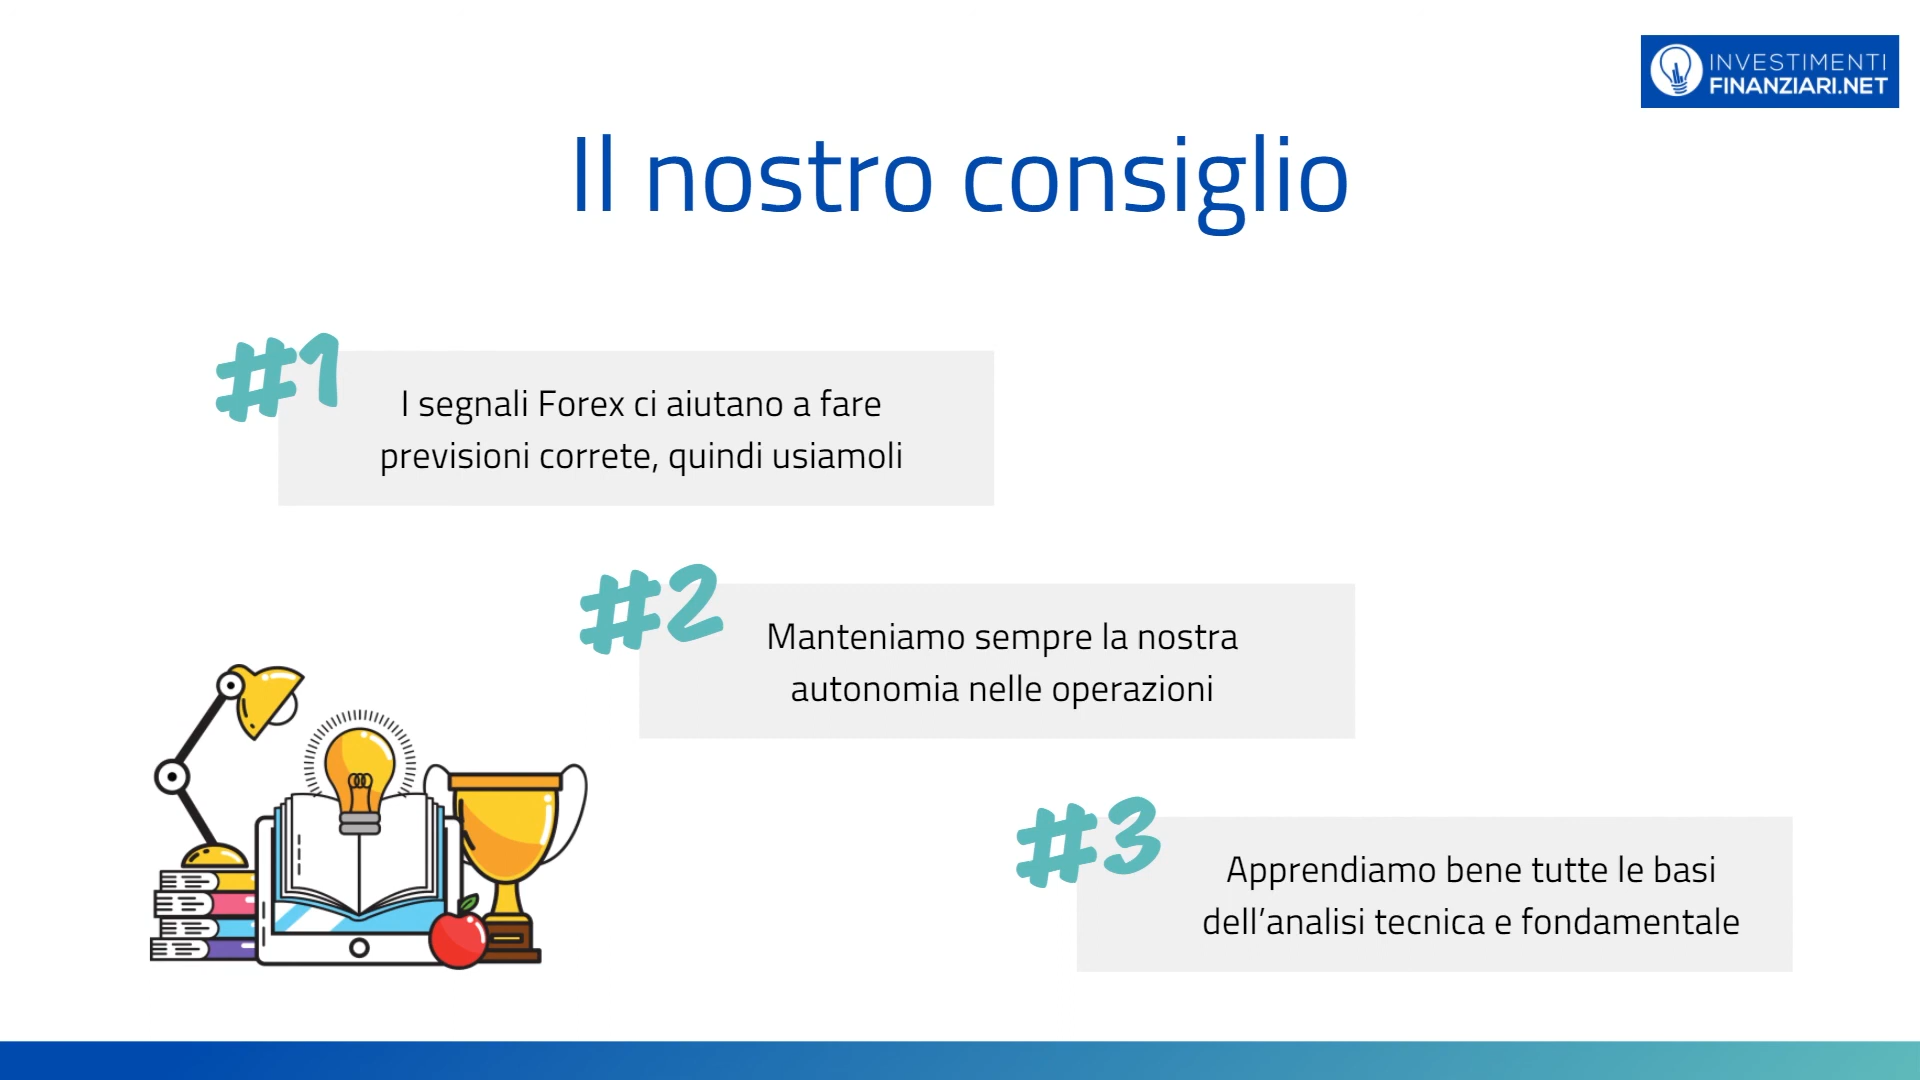 INVESTIMENTI
FINANZIARI.NET
Il nostro consiglio
#1
I segnali Forex ci aiutano a fare
previsioni correte, quindi usiamoli
#2
Manteniamo sempre la nostra
autonomia nelle operazioni
#3
Apprendiamo bene tutte le basi
dell’analisi tecnica e fondamentale